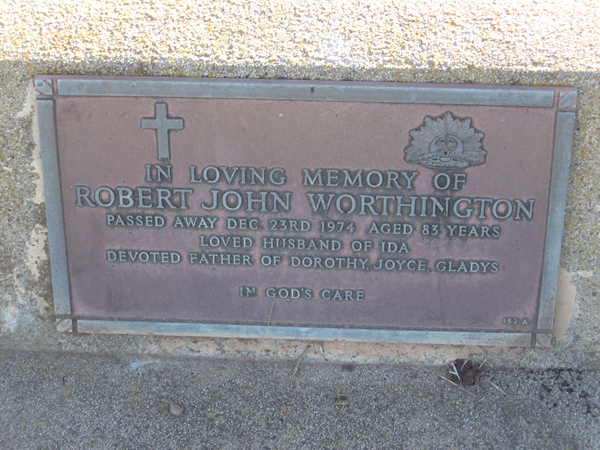 IN LOVING MEMORY OF
ROBERT JOHN WORTHINGTON
PASSED AWAY DEC. 23RD 1974 AGED 83 YEARS
LOVED HUSBAND OF IDA
DEVOTED FATHER OF DOROTHY, JOYCE, GLADYS
IN GOD'S CARE